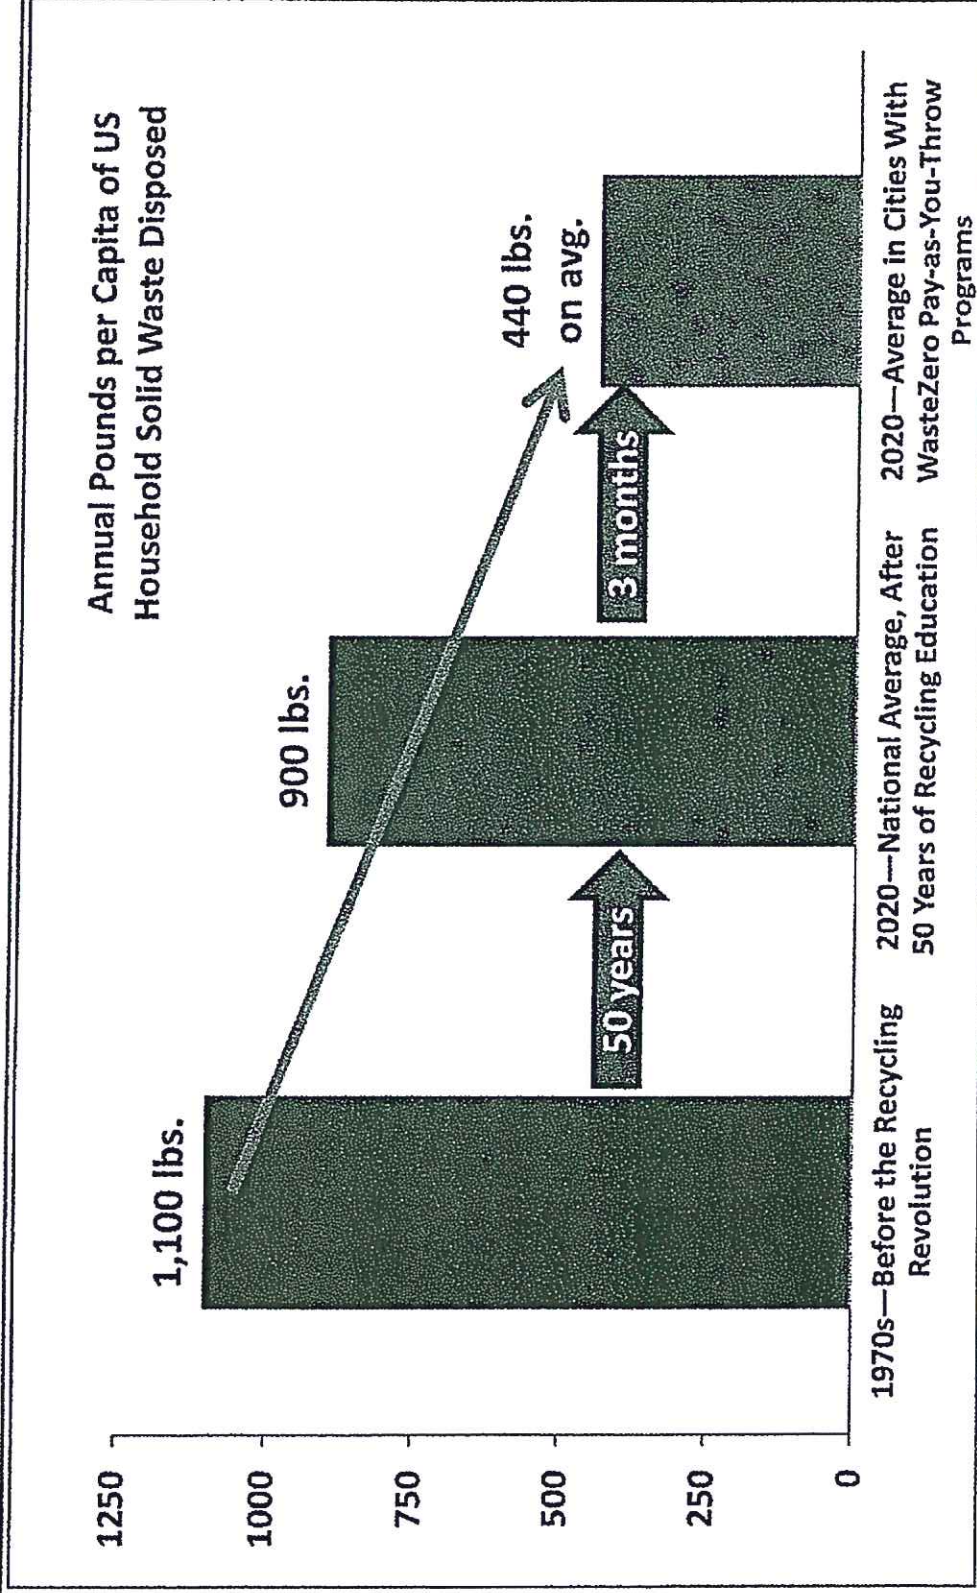 Annual Pounds per Capita of US
Household Solid Waste Disposed
1250
1000
750
500
250
0
1,100 lbs.
900 lbs.
440 lbs.
on avg.
50 years
3 months
1970s—Before the Recycling
Revolution
2020—National Average, After
50 Years of Recycling Education
2020—Average in Cities With
WasteZero Pay-as-You-Throw
Programs